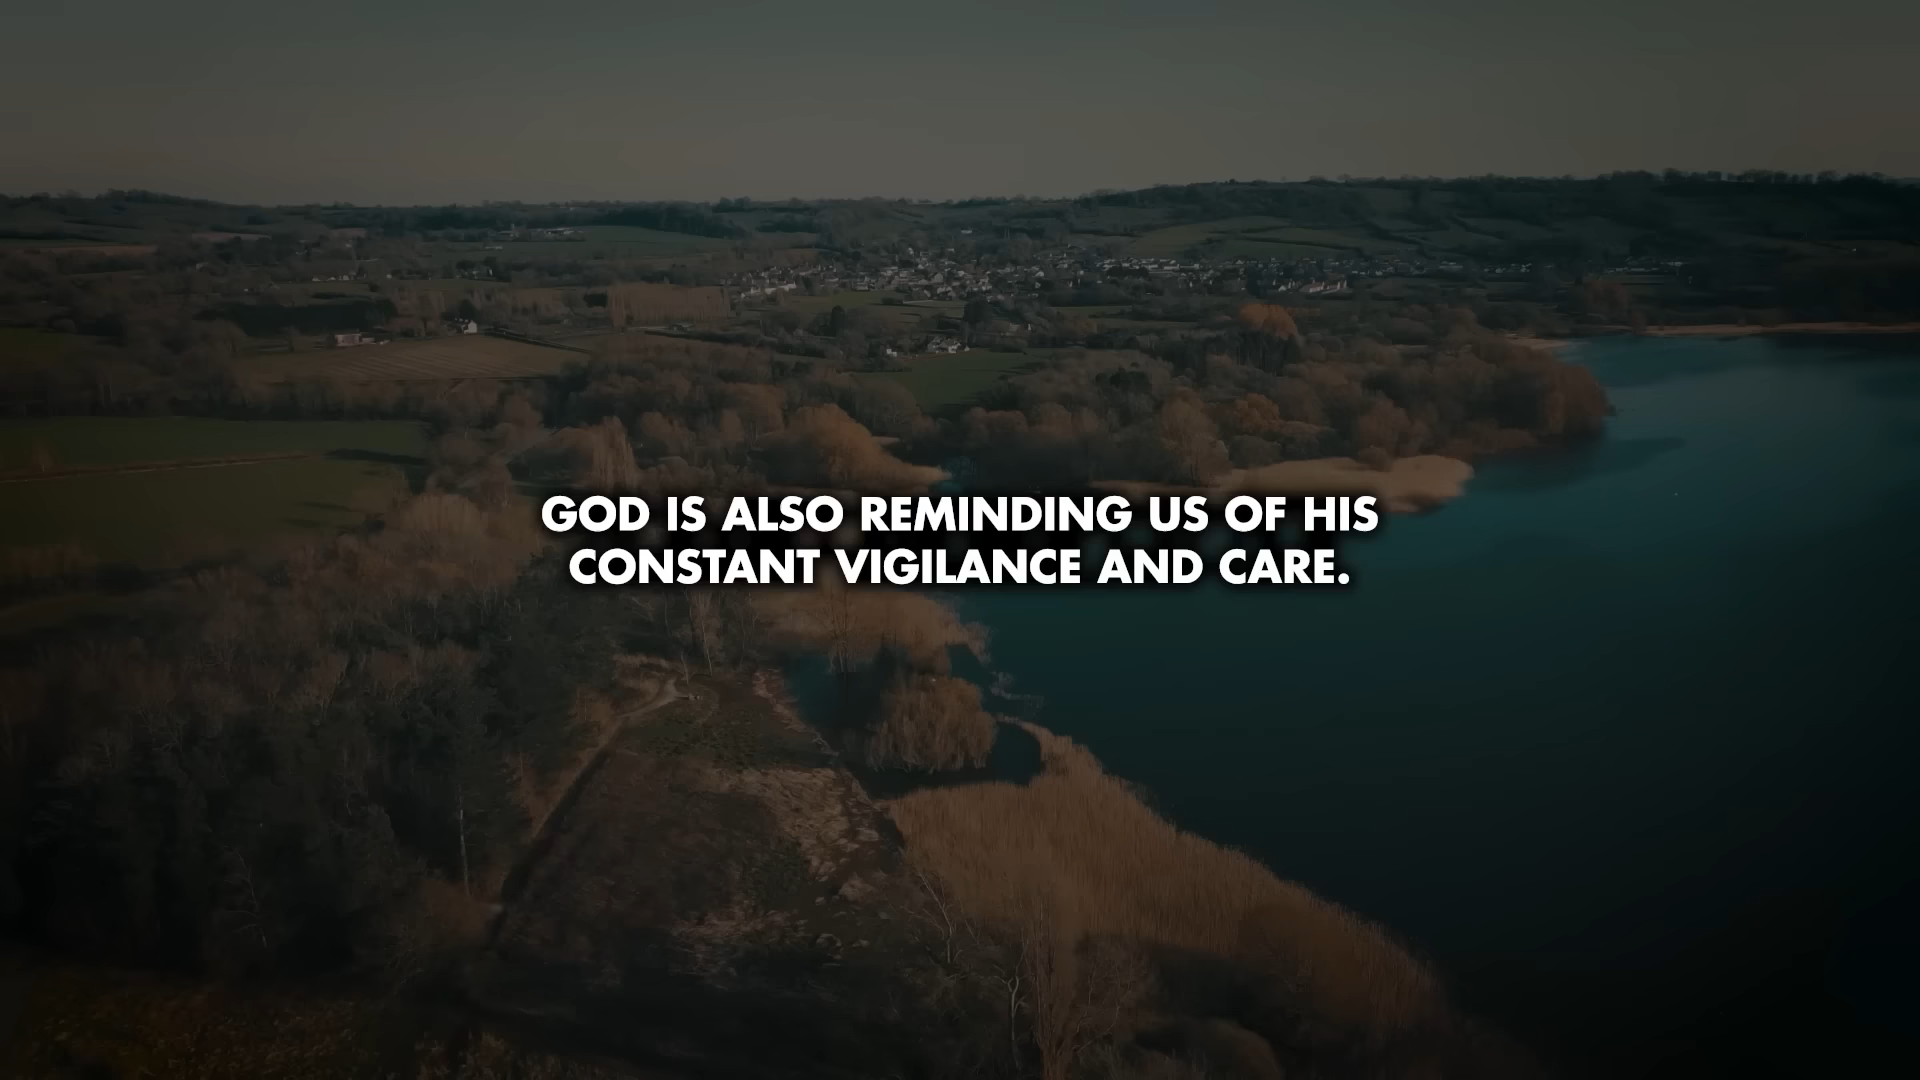 GOD IS ALSO REMINDING US OF HIS
CONSTANT VIGILANCE AND CARE.